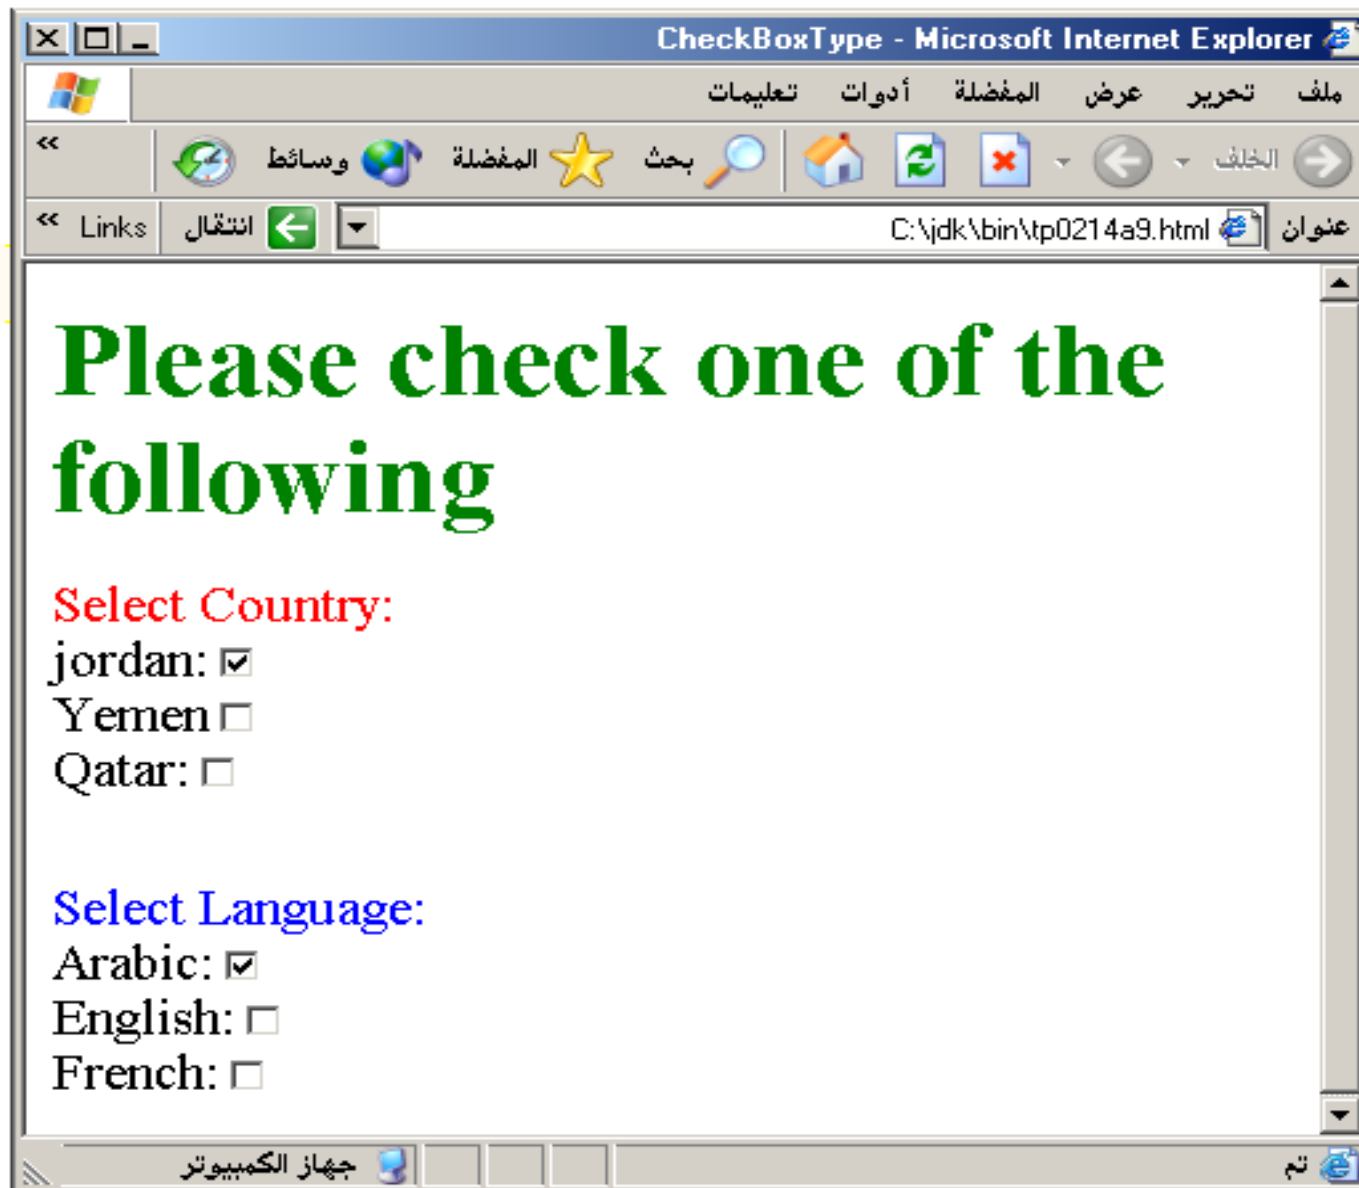 CheckBoxType - Microsoft Internet Explorer
ملف تحرير عرض المفضلة أدوات تعليمات
الخلف بحث المفضلة وسائط »
عنوان C:\jdk\bin\tp0214a9.html انتقال Links »
Please check one of the
following
Select Country:
jordan:
Yemen
Qatar:
Select Language:
Arabic:
English:
French:
تم جهاز الكمبيوتر